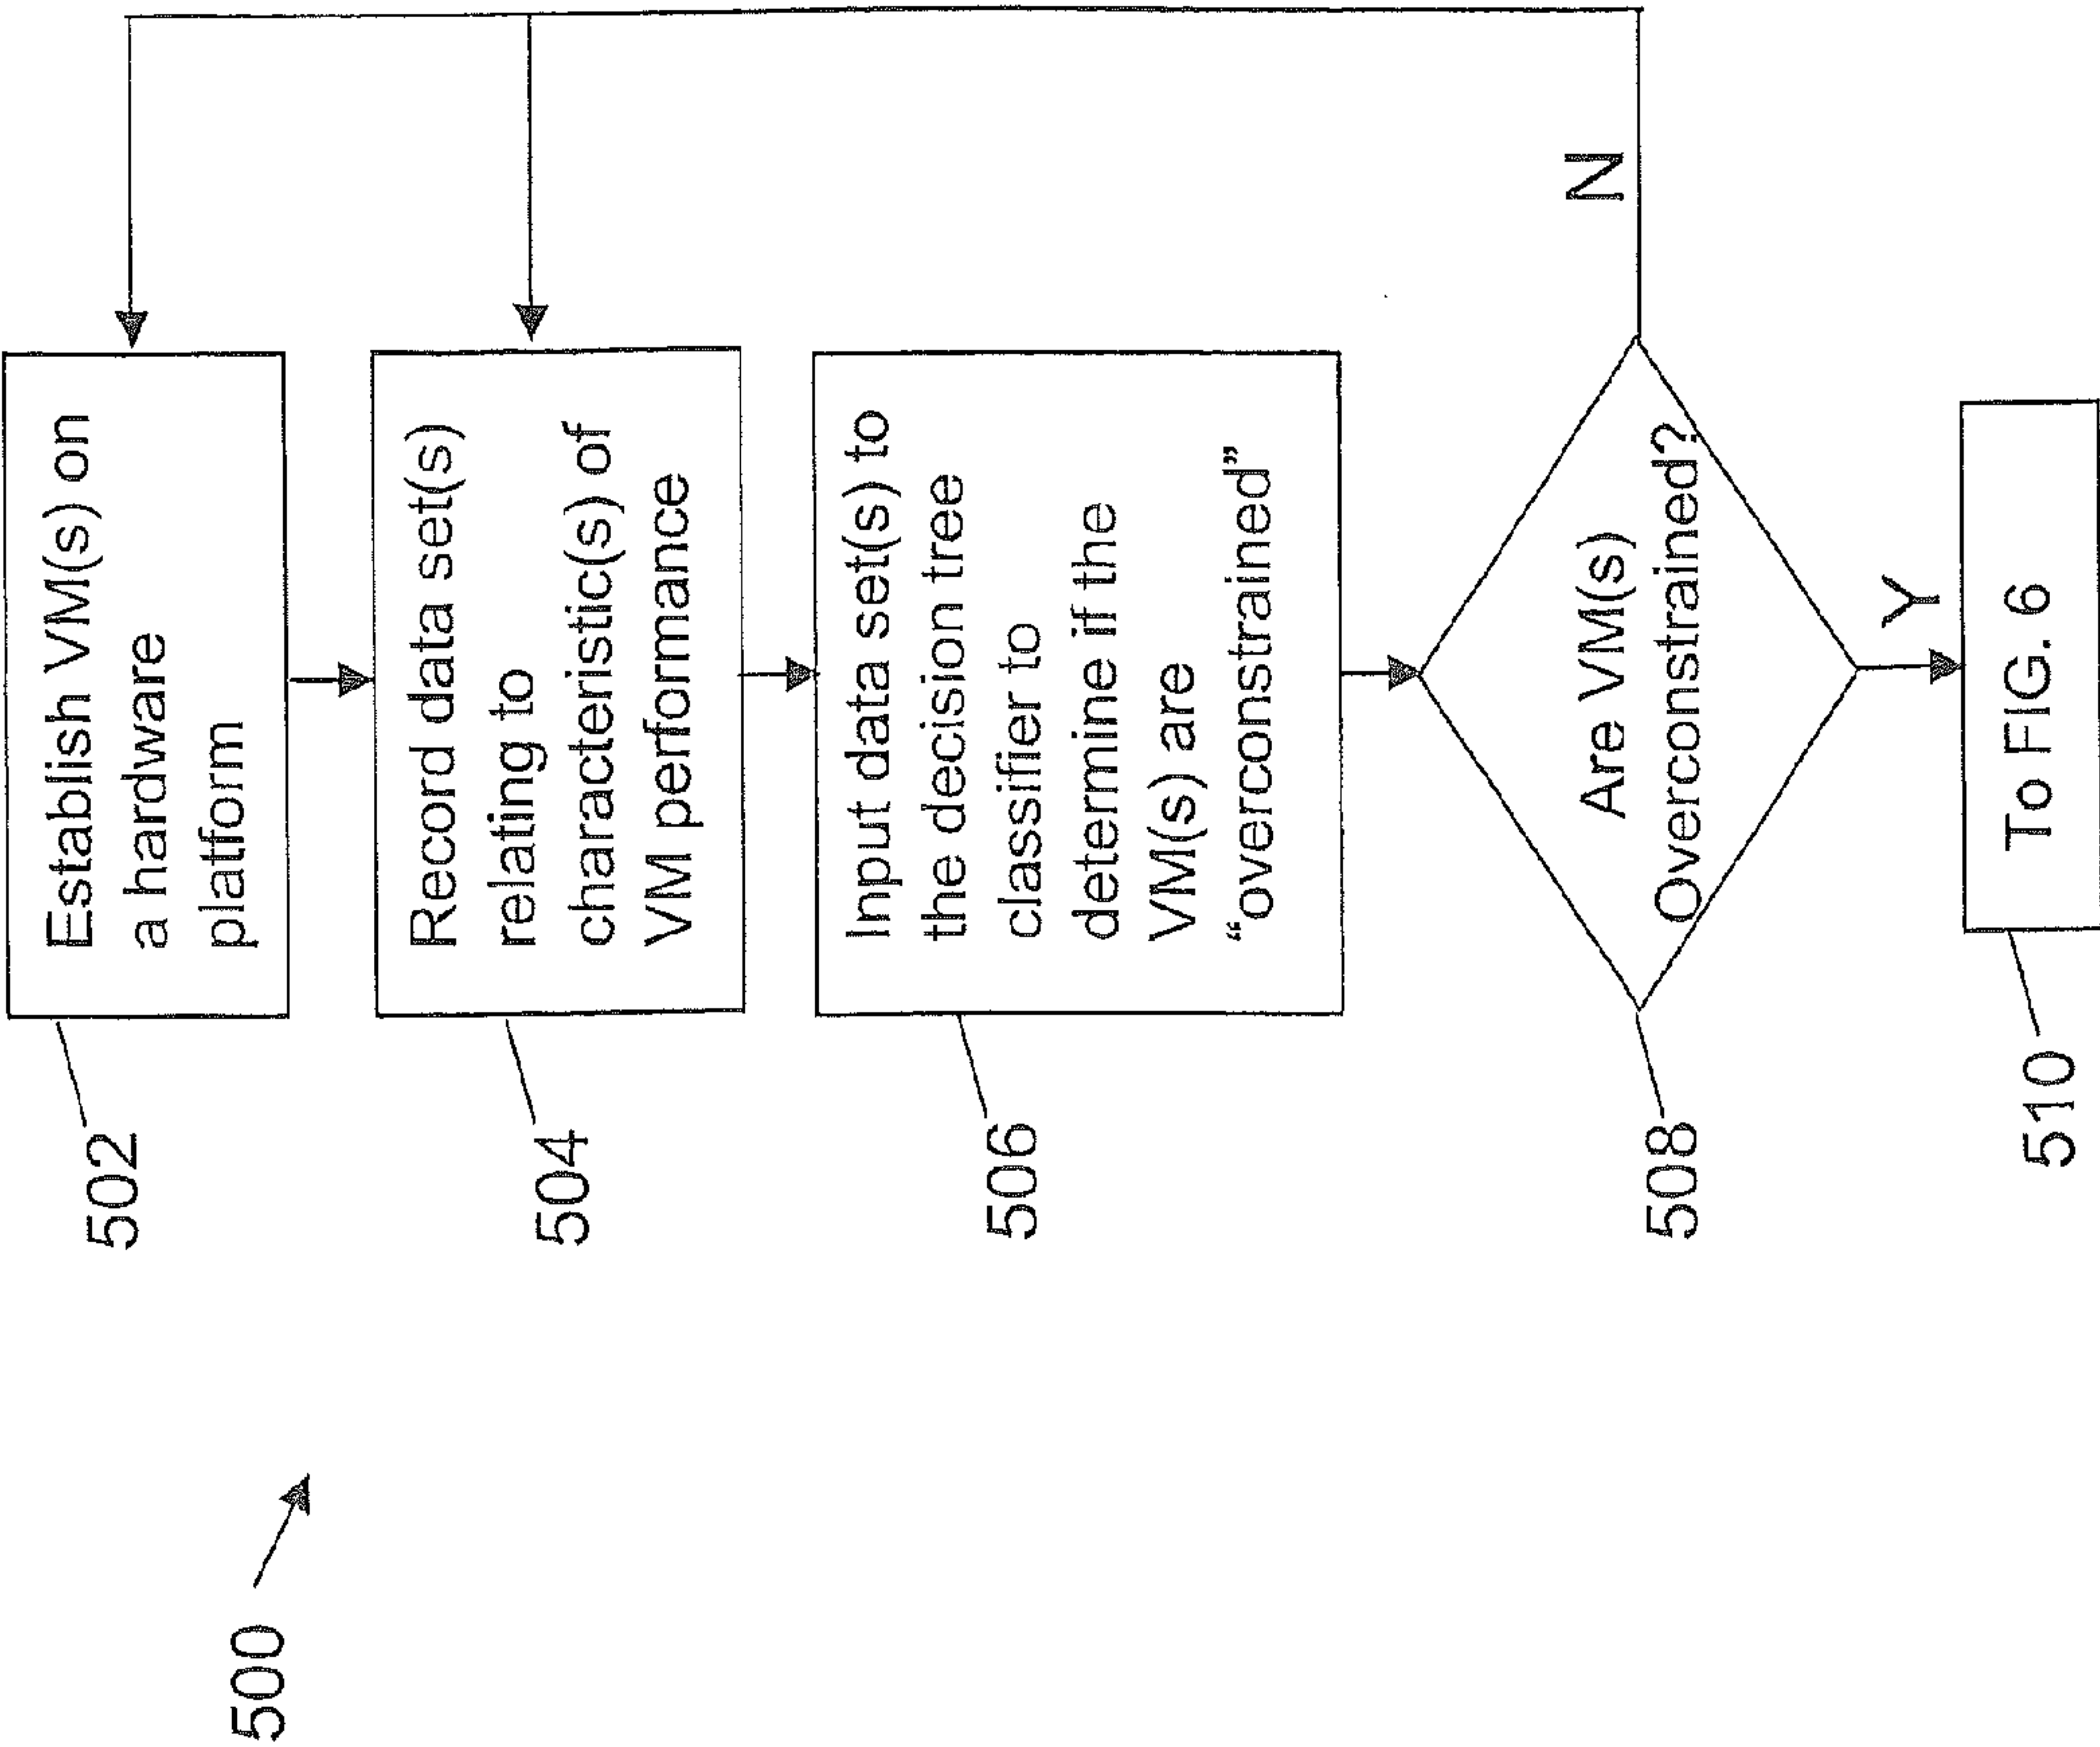 500
502
Establish VM(s) on
a hardware
platform
504
Record data set(s)
relating to
characteristic(s) of
VM performance
506
Input data set(s) to
the decision tree
classifier to
determine if the
VM(s) are
“overconstrained”
508
Are VM(s)
Overconstrained?
N
Y
510
To FIG. 6